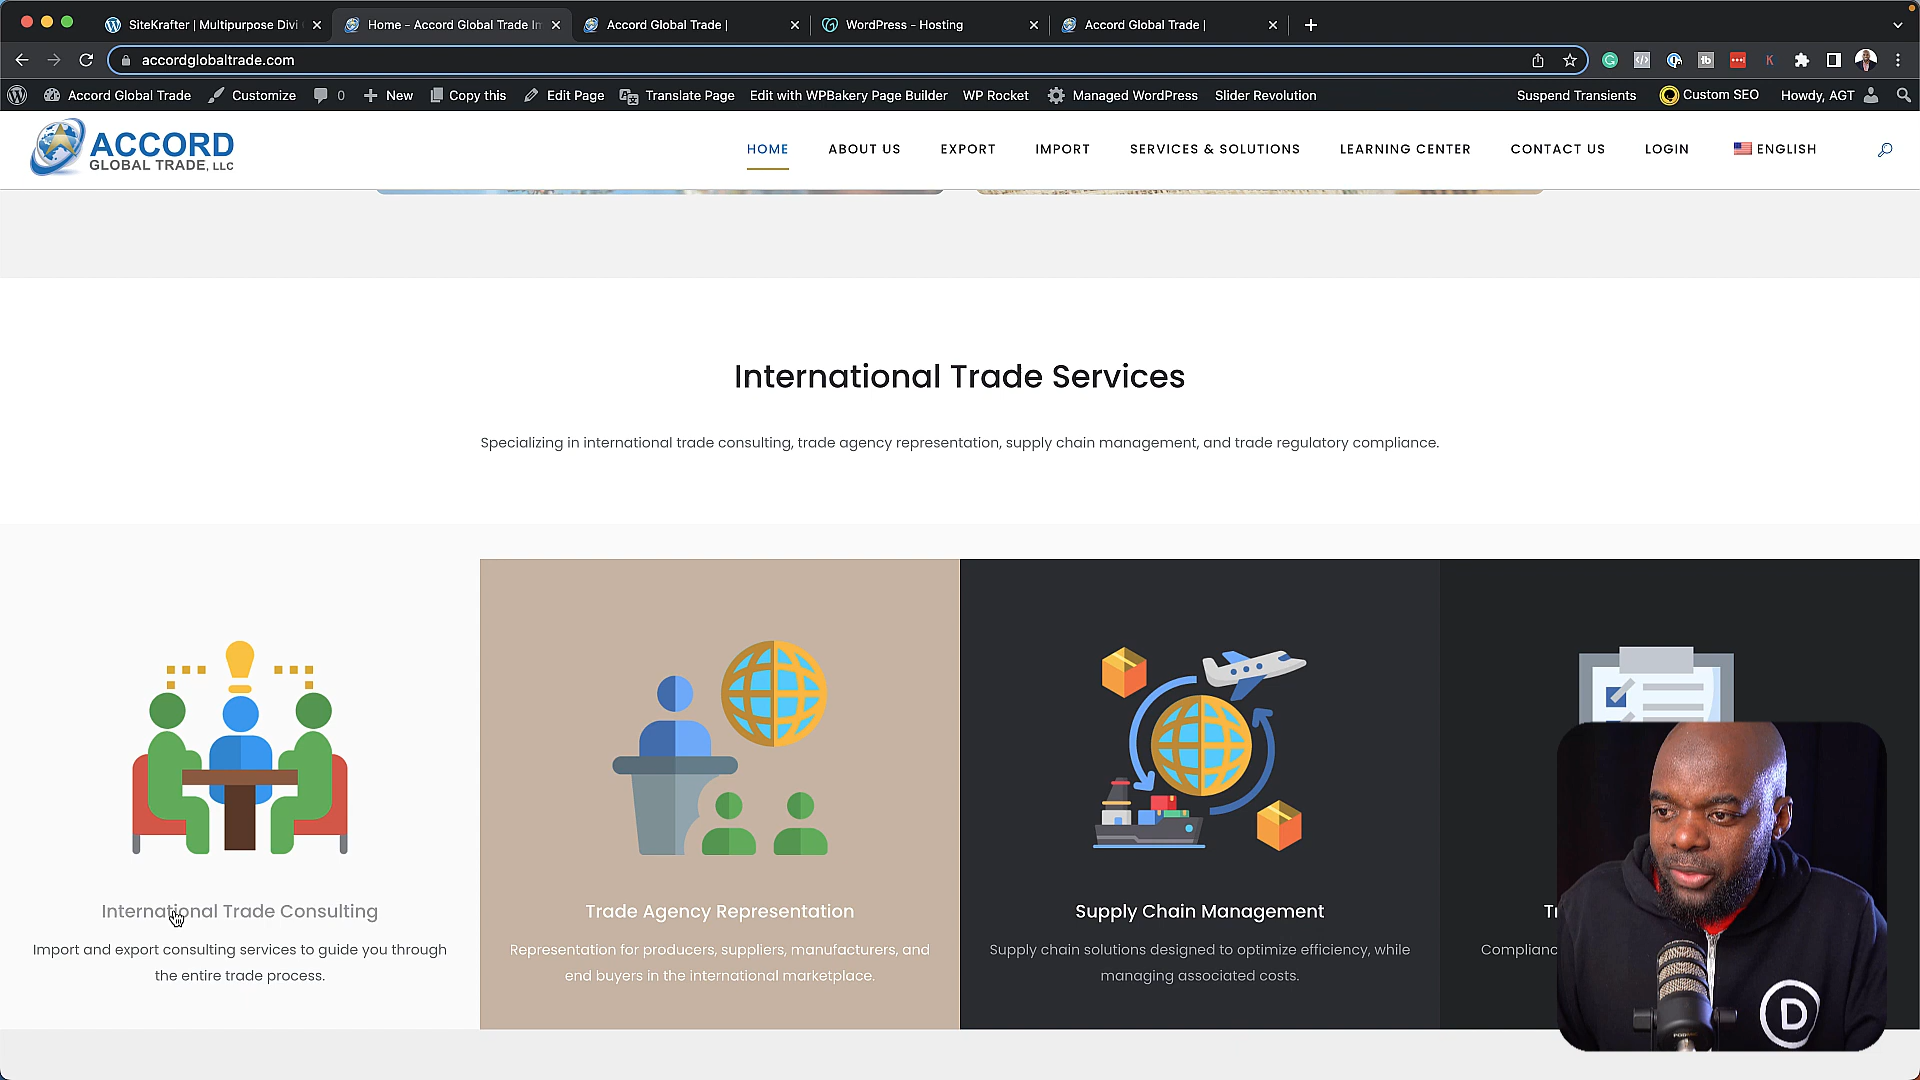 SiteKrafter | Multipurpose Divi
Home - Accord Global Trade In
Accord Global Trade |
WordPress - Hosting
Accord Global Trade |
accordglobaltrade.com
Accord Global Trade
Customize
0
New
Copy this
Edit Page
Translate Page
Edit with WPBakery Page Builder
WP Rocket
Managed WordPress
Slider Revolution
Suspend Transients
Custom SEO
Howdy, AGT
ACCORD
GLOBAL TRADE, LLC
HOME
ABOUT US
EXPORT
IMPORT
SERVICES & SOLUTIONS
LEARNING CENTER
CONTACT US
LOGIN
ENGLISH
International Trade Services
Specializing in international trade consulting, trade agency representation, supply chain management, and trade regulatory compliance.
International Trade Consulting
Import and export consulting services to guide you through
the entire trade process.
Trade Agency Representation
Representation for producers, suppliers, manufacturers, and
end buyers in the international marketplace.
Supply Chain Management
Supply chain solutions designed to optimize efficiency, while
managing associated costs.
D